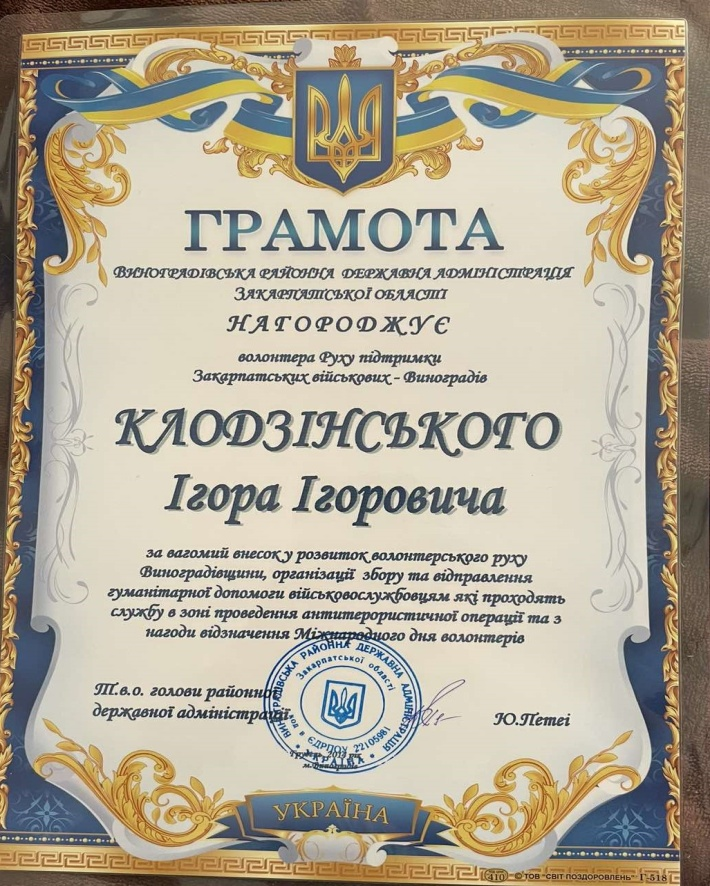 ГРАМОТА
ВИНОГРАДІВСЬКА РАЙОННА ДЕРЖАВНА АДМІНІСТРАЦІЯ
ЗАКАРПАТСЬКОЇ ОБЛАСТІ
НАГОРОДЖУЄ
волонтера Руху підтримки
Закарпатських військових - Виноградів
КЛОДЗІНСЬКОГО
Ігора Ігоровича
за вагомий внесок у розвиток волонтерського руху
Виноградівщини, організації збору та відправлення
гуманітарної допомоги військовослужбовцям які проходять
службу в зоні проведення антитерористичної операції та з
нагоди відзначення Міжнародного дня волонтерів
Т.в.о. голови районної
державної адміністрації
Ю.Петеї
ВИНОГРАДІВСЬКА РАЙОННА ДЕРЖАВНА АДМІНІСТРАЦІЯ
Закарпатської області
код в ЄДРПОУ 22105981
УКРАЇНА
УКРАЇНА
410 © ТОВ "СВІТ ПОЗДОРОВЛЕНЬ" Г-518